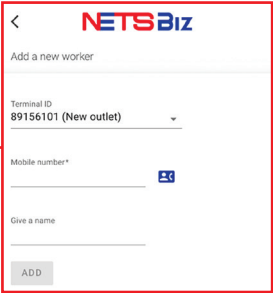 NETSBIZ
Add a new worker
Terminal ID
89156101 (New outlet)
Mobile number*
Give a name
ADD